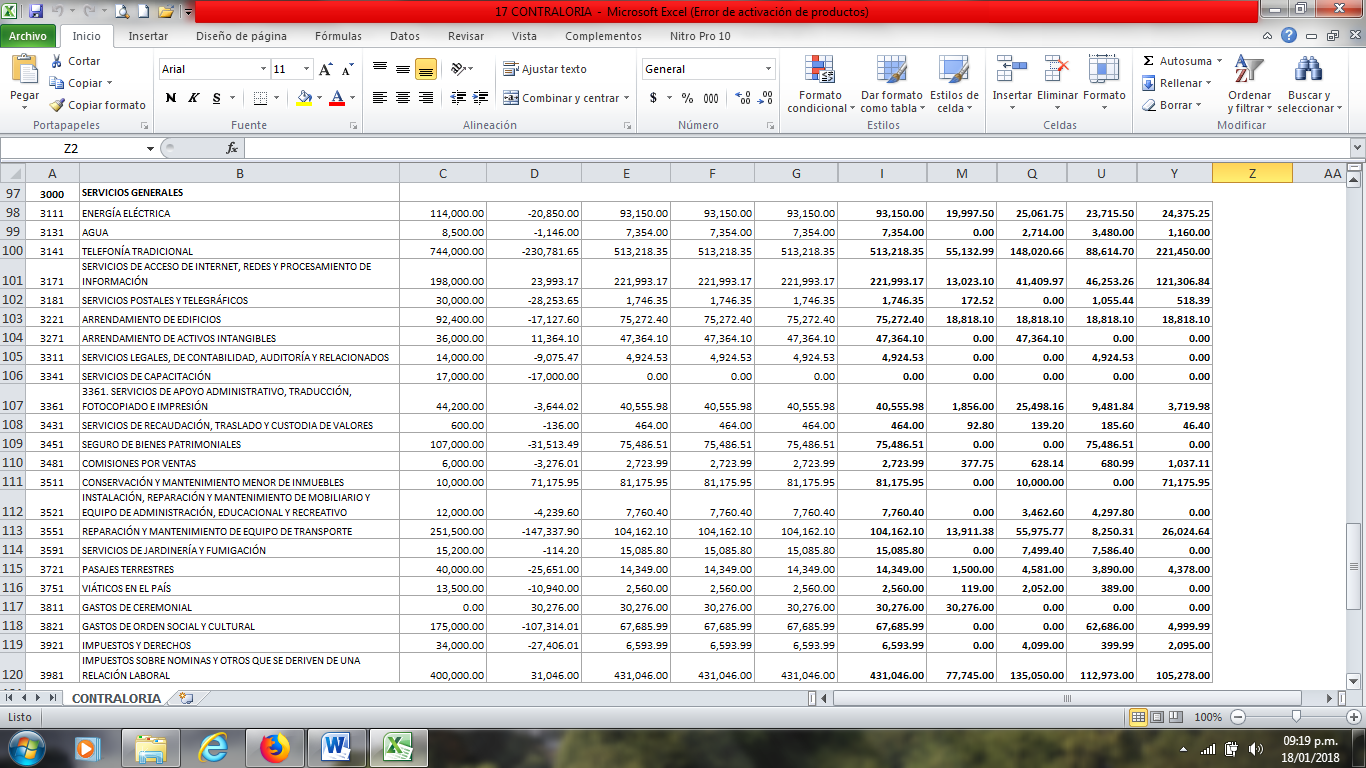 17 CONTRALORIA - Microsoft Excel (Error de activación de productos)
Archivo Inicio Insertar Diseño de página Fórmulas Datos Revisar Vista Complementos Nitro Pro 10
Pegar Cortar Copiar Copiar formato
Portapapeles
Arial 11
N K S
Fuente
Ajustar texto
Combinar y centrar
Alineación
General
$ % 000
Número
Formato condicional Dar formato como tabla Estilos de celda
Estilos
Insertar Eliminar Formato
Celdas
Autosuma Rellenar Borrar
Ordenar y filtrar Buscar y seleccionar
Modificar
Z2 fx
A B C D E F G I M Q U Y Z AA
97 3000 SERVICIOS GENERALES
98 3111 ENERGÍA ELÉCTRICA 114,000.00 -20,850.00 93,150.00 93,150.00 93,150.00 93,150.00 19,997.50 25,061.75 23,715.50 24,375.25
99 3131 AGUA 8,500.00 -1,146.00 7,354.00 7,354.00 7,354.00 7,354.00 0.00 2,714.00 3,480.00 1,160.00
100 3141 TELEFONÍA TRADICIONAL 744,000.00 -230,781.65 513,218.35 513,218.35 513,218.35 513,218.35 55,132.99 148,020.66 88,614.70 221,450.00
SERVICIOS DE ACCESO DE INTERNET, REDES Y PROCESAMIENTO DE
101 3171 INFORMACIÓN 198,000.00 23,993.17 221,993.17 221,993.17 221,993.17 221,993.17 13,023.10 41,409.97 46,253.26 121,306.84
102 3181 SERVICIOS POSTALES Y TELEGRÁFICOS 30,000.00 -28,253.65 1,746.35 1,746.35 1,746.35 1,746.35 172.52 0.00 1,055.44 518.39
103 3221 ARRENDAMIENTO DE EDIFICIOS 92,400.00 -17,127.60 75,272.40 75,272.40 75,272.40 75,272.40 18,818.10 18,818.10 18,818.10 18,818.10
104 3271 ARRENDAMIENTO DE ACTIVOS INTANGIBLES 36,000.00 11,364.10 47,364.10 47,364.10 47,364.10 47,364.10 0.00 47,364.10 0.00 0.00
105 3311 SERVICIOS LEGALES, DE CONTABILIDAD, AUDITORÍA Y RELACIONADOS 14,000.00 -9,075.47 4,924.53 4,924.53 4,924.53 4,924.53 0.00 0.00 4,924.53 0.00
106 3341 SERVICIOS DE CAPACITACIÓN 17,000.00 -17,000.00 0.00 0.00 0.00 0.00 0.00 0.00 0.00 0.00
3361. SERVICIOS DE APOYO ADMINISTRATIVO, TRADUCCIÓN,
107 3361 FOTOCOPIADO E IMPRESIÓN 44,200.00 -3,644.02 40,555.98 40,555.98 40,555.98 40,555.98 1,856.00 25,498.16 9,481.84 3,719.98
108 3431 SERVICIOS DE RECAUDACIÓN, TRASLADO Y CUSTODIA DE VALORES 600.00 -136.00 464.00 464.00 464.00 464.00 92.80 139.20 185.60 46.40
109 3451 SEGURO DE BIENES PATRIMONIALES 107,000.00 -31,513.49 75,486.51 75,486.51 75,486.51 75,486.51 0.00 0.00 75,486.51 0.00
110 3481 COMISIONES POR VENTAS 6,000.00 -3,276.01 2,723.99 2,723.99 2,723.99 2,723.99 377.75 628.14 680.99 1,037.11
111 3511 CONSERVACIÓN Y MANTENIMIENTO MENOR DE INMUEBLES 10,000.00 71,175.95 81,175.95 81,175.95 81,175.95 81,175.95 0.00 10,000.00 0.00 71,175.95
INSTALACIÓN, REPARACIÓN Y MANTENIMIENTO DE MOBILIARIO Y
112 3521 EQUIPO DE ADMINISTRACIÓN, EDUCACIONAL Y RECREATIVO 12,000.00 -4,239.60 7,760.40 7,760.40 7,760.40 7,760.40 0.00 3,462.60 4,297.80 0.00
113 3551 REPARACIÓN Y MANTENIMIENTO DE EQUIPO DE TRANSPORTE 251,500.00 -147,337.90 104,162.10 104,162.10 104,162.10 104,162.10 13,911.38 55,975.77 8,250.31 26,024.64
114 3591 SERVICIOS DE JARDINERÍA Y FUMIGACIÓN 15,200.00 -114.20 15,085.80 15,085.80 15,085.80 15,085.80 0.00 7,499.40 7,586.40 0.00
115 3721 PASAJES TERRESTRES 40,000.00 -25,651.00 14,349.00 14,349.00 14,349.00 14,349.00 1,500.00 4,581.00 3,890.00 4,378.00
116 3751 VIÁTICOS EN EL PAÍS 13,500.00 -10,940.00 2,560.00 2,560.00 2,560.00 2,560.00 119.00 2,052.00 389.00 0.00
117 3811 GASTOS DE CEREMONIAL 0.00 30,276.00 30,276.00 30,276.00 30,276.00 30,276.00 30,276.00 0.00 0.00 0.00
118 3821 GASTOS DE ORDEN SOCIAL Y CULTURAL 175,000.00 -107,314.01 67,685.99 67,685.99 67,685.99 67,685.99 0.00 0.00 62,686.00 4,999.99
119 3921 IMPUESTOS Y DERECHOS 34,000.00 -27,406.01 6,593.99 6,593.99 6,593.99 6,593.99 0.00 4,099.00 399.99 2,095.00
IMPUESTOS SOBRE NOMINAS Y OTROS QUE SE DERIVEN DE UNA
120 3981 RELACIÓN LABORAL 400,000.00 31,046.00 431,046.00 431,046.00 431,046.00 431,046.00 77,745.00 135,050.00 112,973.00 105,278.00
CONTRALORIA
Listo 100%
09:19 p.m.
18/01/2018